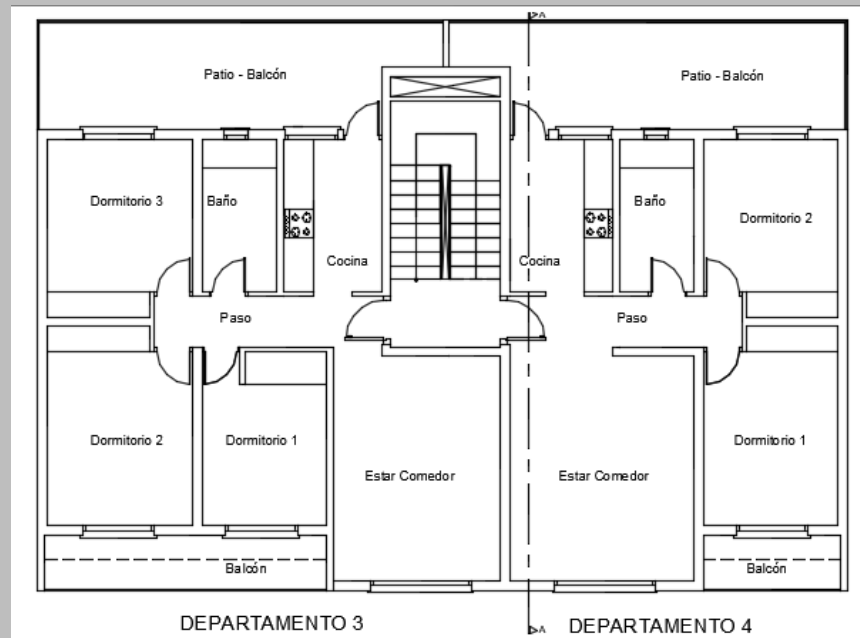 A
Patio - Balcón
Patio - Balcón
Dormitorio 3
Baño
Baño
Dormitorio 2
Cocina
Cocina
Paso
Paso
Dormitorio 2
Dormitorio 1
Dormitorio 1
Estar Comedor
Estar Comedor
Balcón
Balcón
DEPARTAMENTO 3
DEPARTAMENTO 4
A